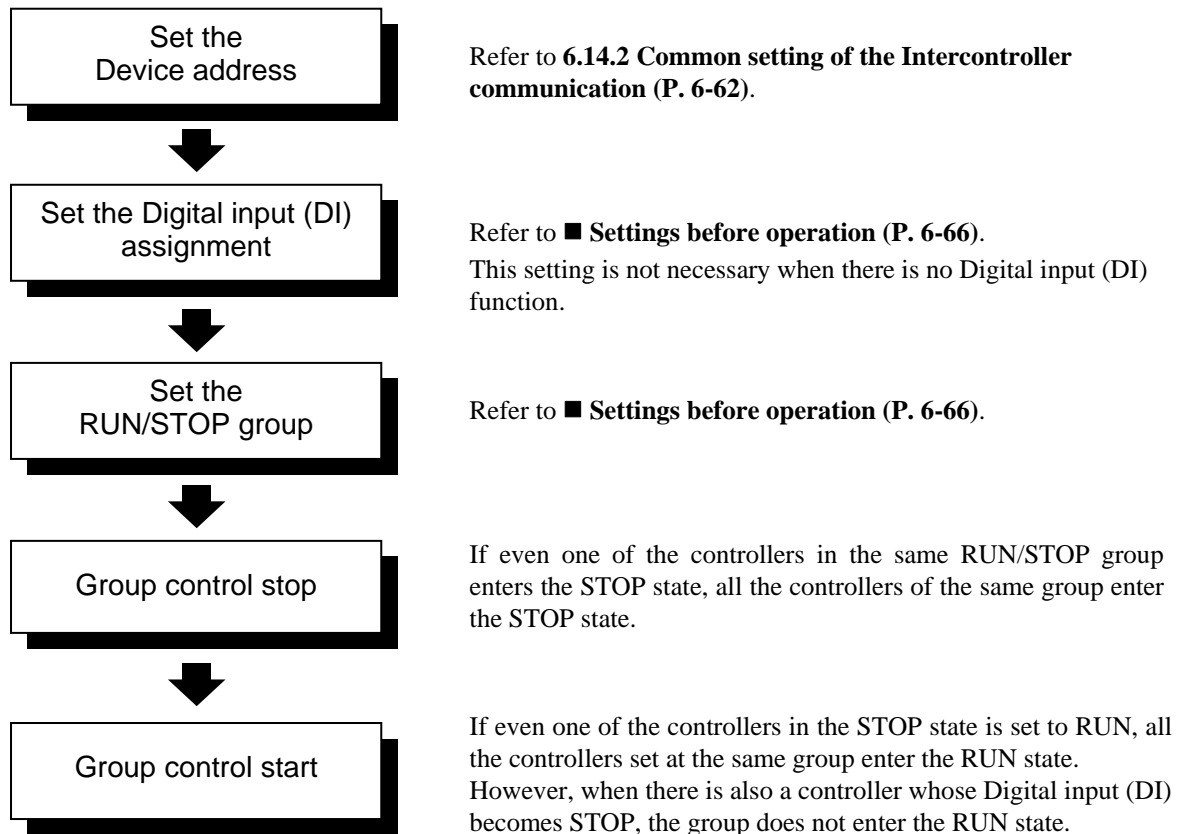 Set the
Device address
Refer to 6.14.2 Common setting of the Intercontroller
communication (P. 6-62).
Set the Digital input (DI)
assignment
Refer to ■ Settings before operation (P. 6-66).
This setting is not necessary when there is no Digital input (DI)
function.
Set the
RUN/STOP group
Refer to ■ Settings before operation (P. 6-66).
Group control stop
If even one of the controllers in the same RUN/STOP group
enters the STOP state, all the controllers of the same group enter
the STOP state.
Group control start
If even one of the controllers in the STOP state is set to RUN, all
the controllers set at the same group enter the RUN state.
However, when there is also a controller whose Digital input (DI)
becomes STOP, the group does not enter the RUN state.